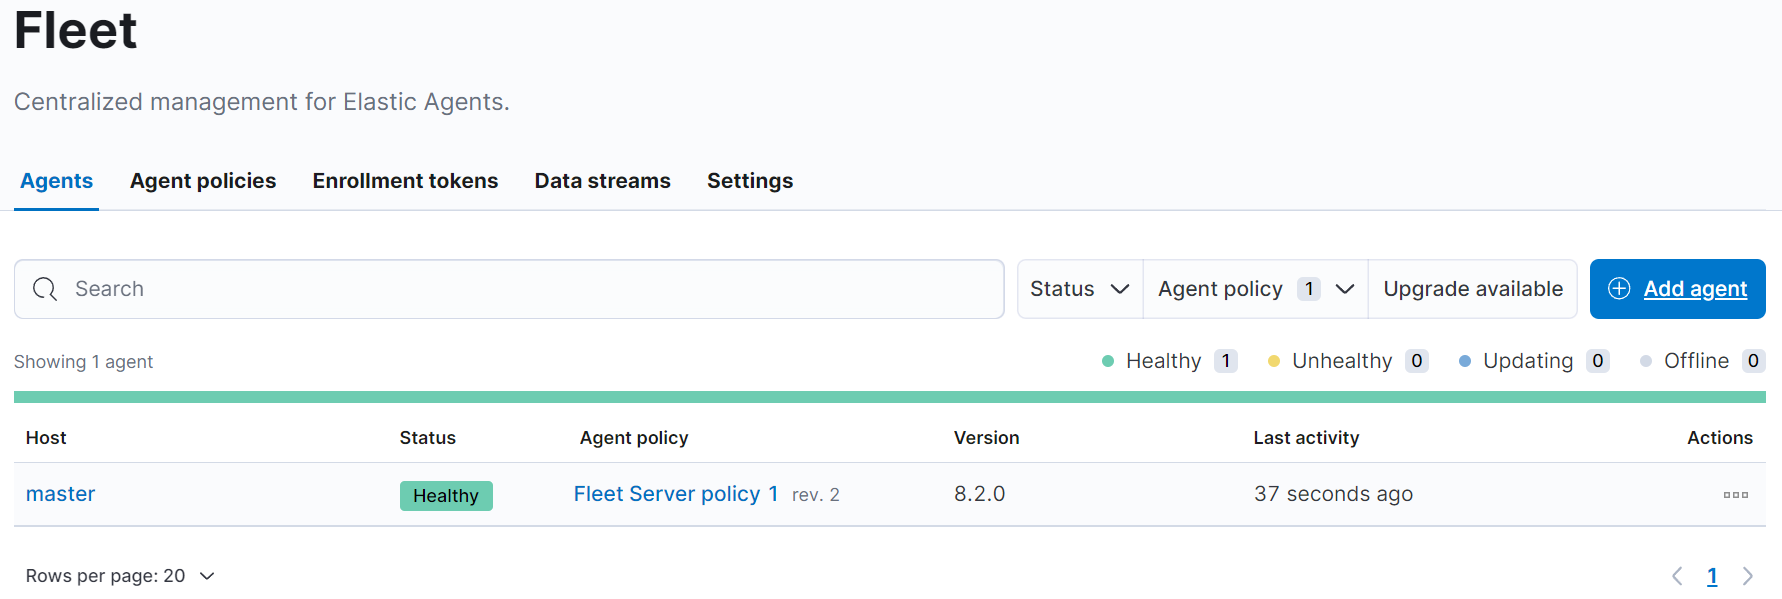 Fleet
Centralized management for Elastic Agents.
Agents Agent policies Enrollment tokens Data streams Settings
Search Status Agent policy 1 Upgrade available Add agent
Showing 1 agent Healthy 1 Unhealthy 0 Updating 0 Offline 0
Host Status Agent policy Version Last activity Actions
master Healthy Fleet Server policy 1 rev. 2 8.2.0 37 seconds ago
Rows per page: 20 1